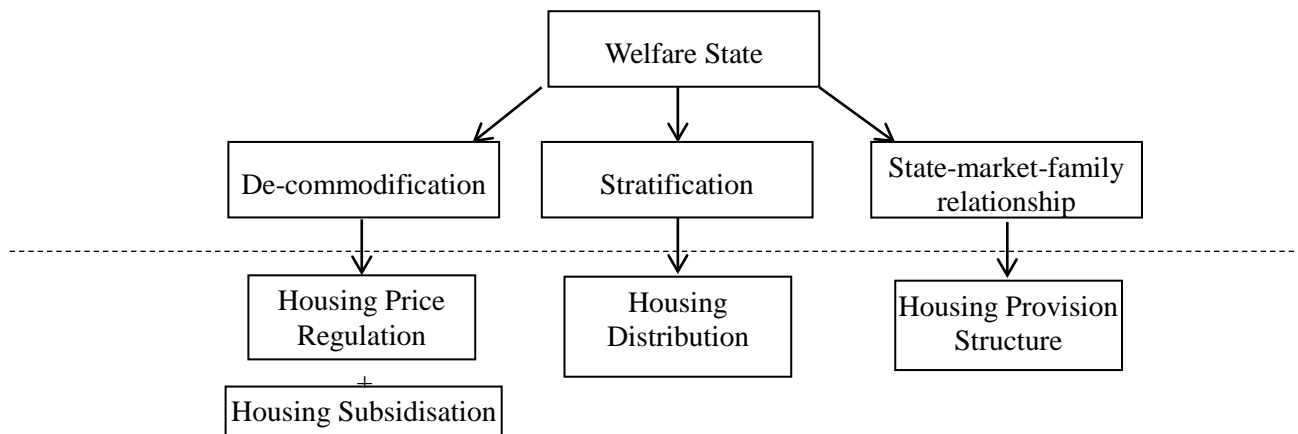 Welfare State
De-commodification
Stratification
State-market-family
relationship
Housing Price
Regulation
+
Housing Subsidisation
Housing
Distribution
Housing Provision
Structure